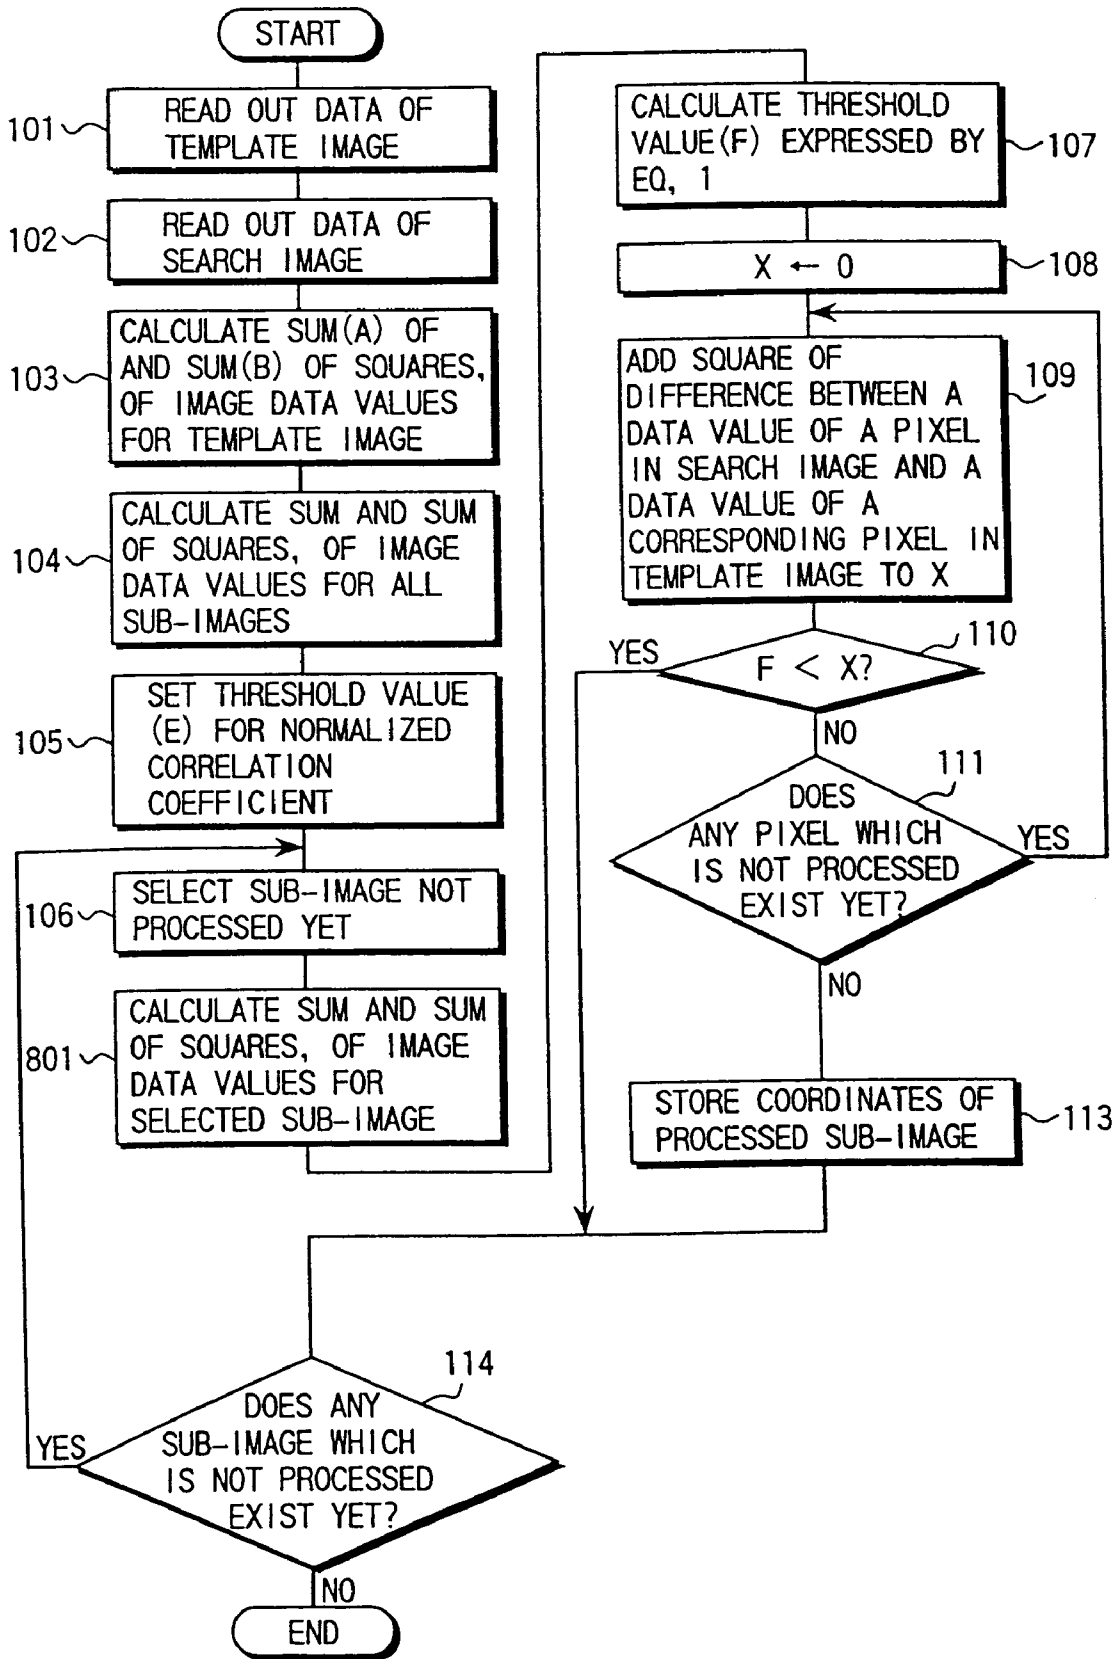 START
101
READ OUT DATA OF
TEMPLATE IMAGE
102
READ OUT DATA OF
SEARCH IMAGE
103
CALCULATE SUM(A) OF
AND SUM(B) OF SQUARES,
OF IMAGE DATA VALUES
FOR TEMPLATE IMAGE
104
CALCULATE SUM AND SUM
OF SQUARES, OF IMAGE
DATA VALUES FOR ALL
SUB-IMAGES
105
SET THRESHOLD VALUE
(E) FOR NORMALIZED
CORRELATION
COEFFICIENT
106
SELECT SUB-IMAGE NOT
PROCESSED YET
801
CALCULATE SUM AND SUM
OF SQUARES, OF IMAGE
DATA VALUES FOR
SELECTED SUB-IMAGE
CALCULATE THRESHOLD
VALUE(F) EXPRESSED BY
EQ, 1
107
X ← 0
108
ADD SQUARE OF
DIFFERENCE BETWEEN A
DATA VALUE OF A PIXEL
IN SEARCH IMAGE AND A
DATA VALUE OF A
CORRESPONDING PIXEL IN
TEMPLATE IMAGE TO X
109
YES
F < X?
110
NO
111
DOES
ANY PIXEL WHICH
IS NOT PROCESSED
EXIST YET?
YES
NO
STORE COORDINATES OF
PROCESSED SUB-IMAGE
113
114
DOES ANY
SUB-IMAGE WHICH
IS NOT PROCESSED
EXIST YET?
YES
NO
END